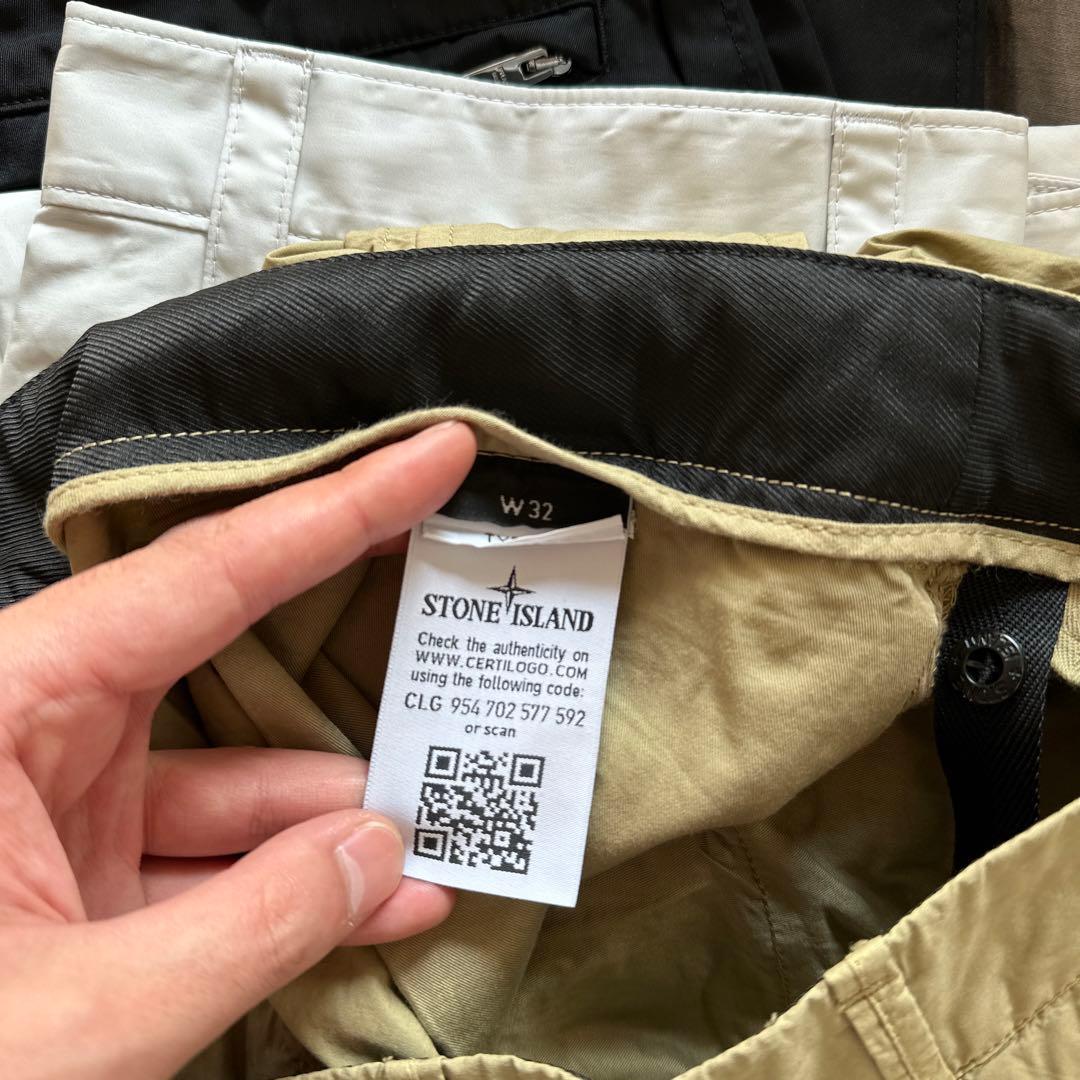 W 32
STONE ISLAND
Check the authenticity on
WWW.CERTILOGO.COM
using the following code:
CLG 954 702 577 592
or scan